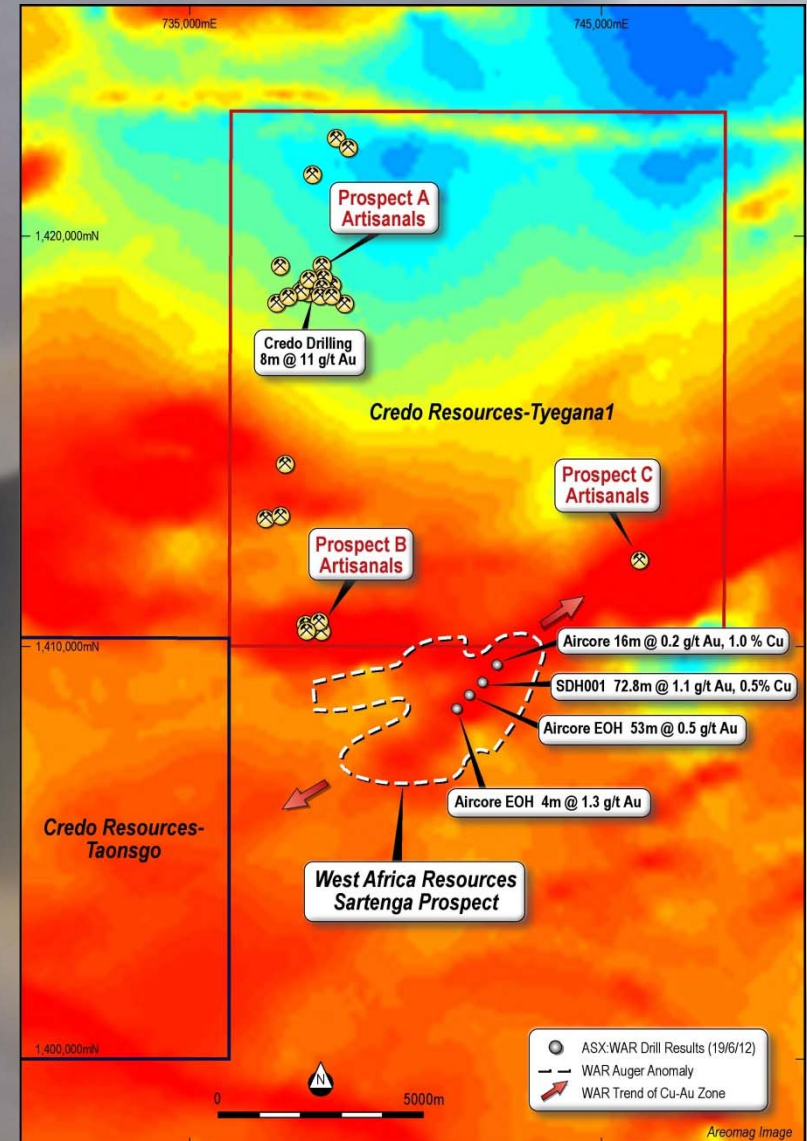 735,000mE
745,000mE
Prospect A
Artisanals
1,420,000mN
Credo Drilling
8m @ 11 g/t Au
Credo Resources-Tyegana1
Prospect C
Artisanals
Prospect B
Artisanals
1,410,000mN
Aircore 16m @ 0.2 g/t Au, 1.0 % Cu
SDH001 72.8m @ 1.1 g/t Au, 0.5% Cu
Aircore EOH 53m @ 0.5 g/t Au
Aircore EOH 4m @ 1.3 g/t Au
Credo Resources-
Taonsgo
West Africa Resources
Sartenga Prospect
1,400,000mN
N
0
5000m
ASX:WAR Drill Results (19/6/12)
WAR Auger Anomaly
WAR Trend of Cu-Au Zone
Areomag Image